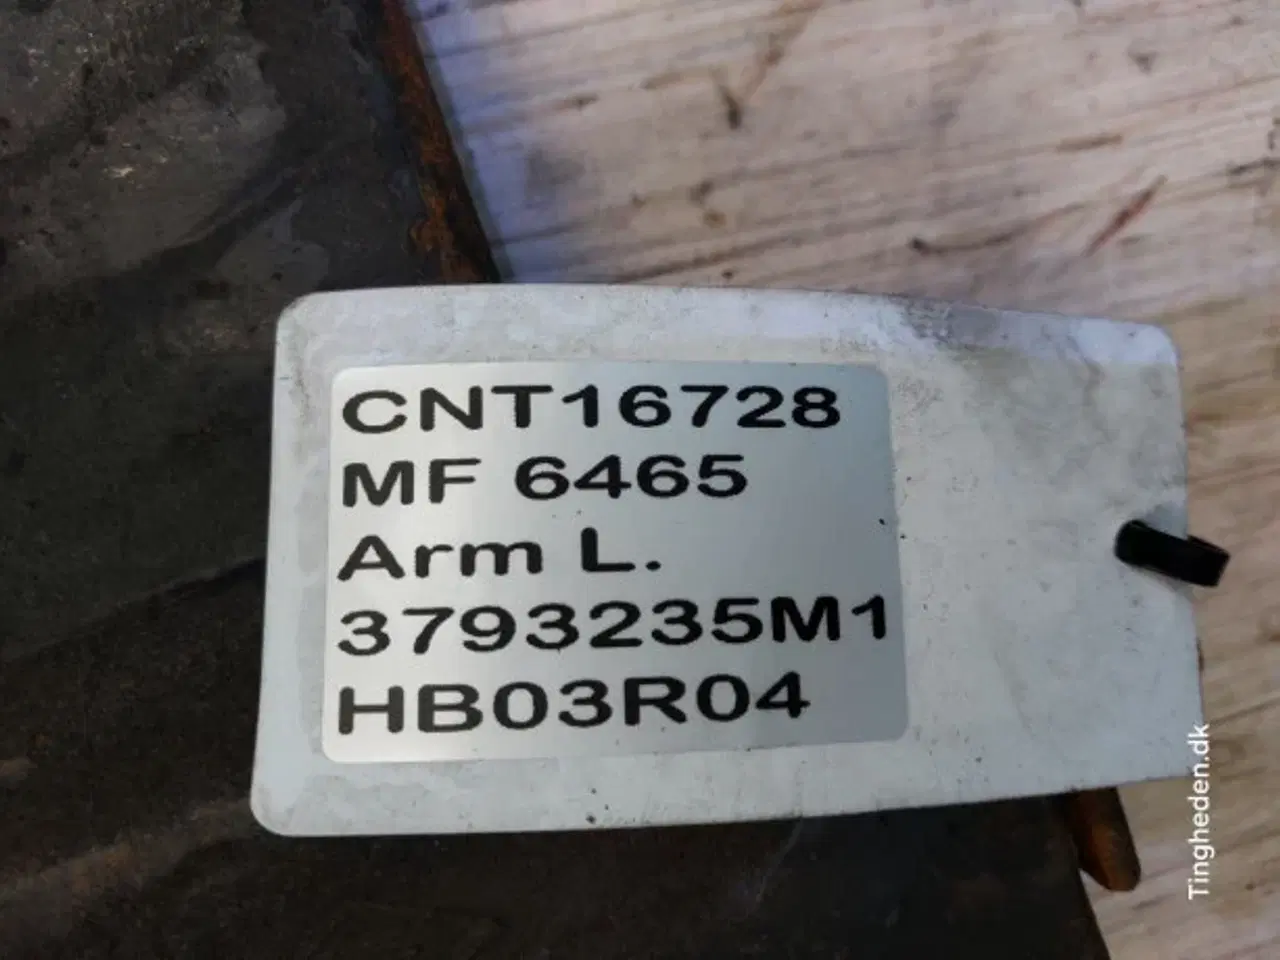 CNT16728
MF 6465
Arm L.
3793235M1
HB03R04
Tingheden.dk